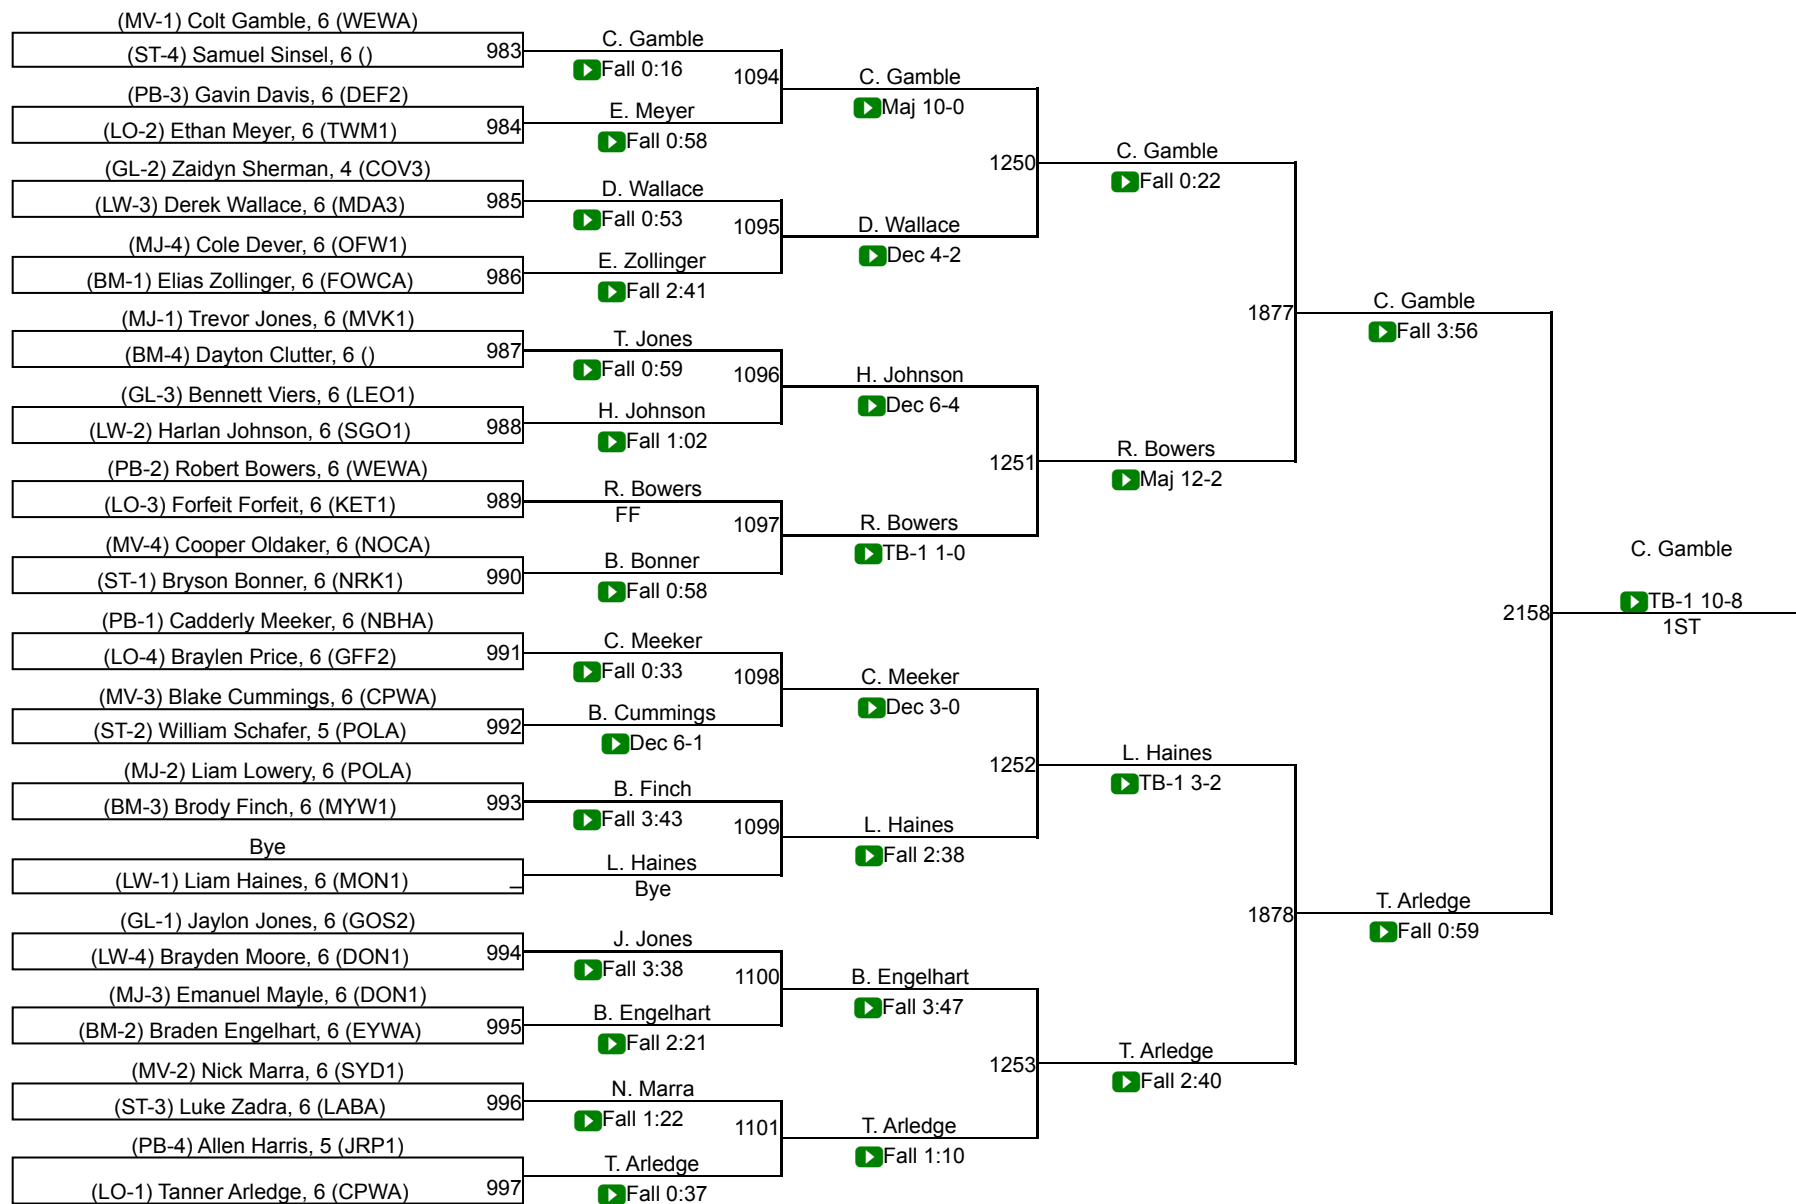 (MV-1) Colt Gamble, 6 (WEWA)
(ST-4) Samuel Sinsel, 6 ()
983
(PB-3) Gavin Davis, 6 (DEF2)
(LO-2) Ethan Meyer, 6 (TWM1)
984
(GL-2) Zaidyn Sherman, 4 (COV3)
(LW-3) Derek Wallace, 6 (MDA3)
985
(MJ-4) Cole Dever, 6 (OFW1)
(BM-1) Elias Zollinger, 6 (FOWCA)
986
(MJ-1) Trevor Jones, 6 (MVK1)
(BM-4) Dayton Clutter, 6 ()
987
(GL-3) Bennett Viers, 6 (LEO1)
(LW-2) Harlan Johnson, 6 (SGO1)
988
(PB-2) Robert Bowers, 6 (WEWA)
(LO-3) Forfeit Forfeit, 6 (KET1)
989
(MV-4) Cooper Oldaker, 6 (NOCA)
(ST-1) Bryson Bonner, 6 (NRK1)
990
(PB-1) Cadderly Meeker, 6 (NBHA)
(LO-4) Braylen Price, 6 (GFF2)
991
(MV-3) Blake Cummings, 6 (CPWA)
(ST-2) William Schafer, 5 (POLA)
992
(MJ-2) Liam Lowery, 6 (POLA)
(BM-3) Brody Finch, 6 (MYW1)
993
Bye
(LW-1) Liam Haines, 6 (MON1)
_
(GL-1) Jaylon Jones, 6 (GOS2)
(LW-4) Brayden Moore, 6 (DON1)
994
(MJ-3) Emanuel Mayle, 6 (DON1)
(BM-2) Braden Engelhart, 6 (EYWA)
995
(MV-2) Nick Marra, 6 (SYD1)
(ST-3) Luke Zadra, 6 (LABA)
996
(PB-4) Allen Harris, 5 (JRP1)
(LO-1) Tanner Arledge, 6 (CPWA)
997
C. Gamble
Fall 0:16
1094
E. Meyer
Fall 0:58
D. Wallace
Fall 0:53
1095
E. Zollinger
Fall 2:41
T. Jones
Fall 0:59
1096
H. Johnson
Fall 1:02
R. Bowers
FF
1097
B. Bonner
Fall 0:58
C. Meeker
Fall 0:33
1098
B. Cummings
Dec 6-1
B. Finch
Fall 3:43
1099
L. Haines
Bye
J. Jones
Fall 3:38
1100
B. Engelhart
Fall 2:21
N. Marra
Fall 1:22
1101
T. Arledge
Fall 0:37
C. Gamble
Maj 10-0
1250
D. Wallace
Dec 4-2
H. Johnson
Dec 6-4
1251
R. Bowers
TB-1 1-0
C. Meeker
Dec 3-0
1252
L. Haines
Fall 2:38
B. Engelhart
Fall 3:47
1253
T. Arledge
Fall 1:10
C. Gamble
Fall 0:22
1877
R. Bowers
Maj 12-2
L. Haines
TB-1 3-2
1878
T. Arledge
Fall 2:40
C. Gamble
Fall 3:56
2158
T. Arledge
Fall 0:59
C. Gamble
TB-1 10-8
1ST